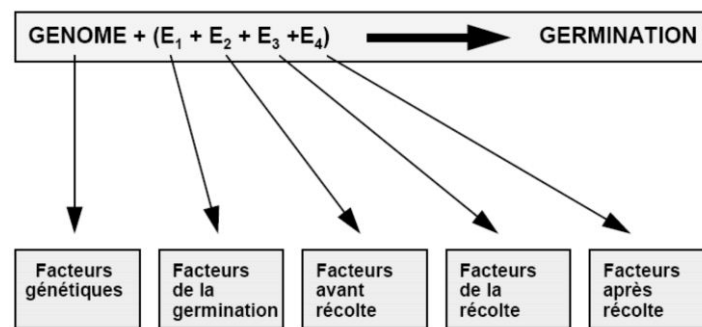 GENOME + (E₁ + E₂ + E₃ +E₄) GERMINATION
Facteurs
génétiques
Facteurs
de la
germination
Facteurs
avant
récolte
Facteurs
de la
récolte
Facteurs
après
récolte